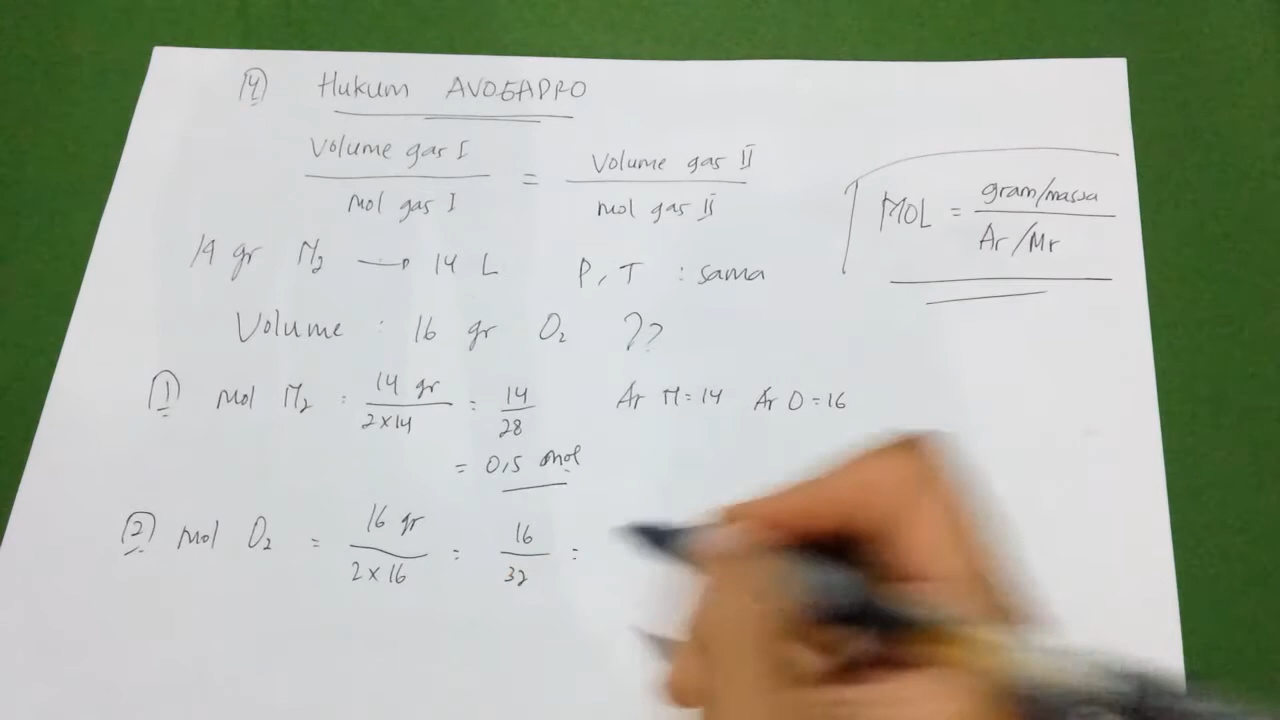 4) Hukum AVOGADRO
Volume gas I / mol gas I = Volume gas II / mol gas II
MOL = gram/massa / Ar/Mr
14 gr N2 → 14 L P, T : sama
Volume : 16 gr O2 ??
① mol N2 : 14 gr / 2x14 = 14 / 28 Ar N = 14 Ar O = 16
= 0,5 mol
② mol O2 = 16 gr / 2x16 = 16 / 32 =